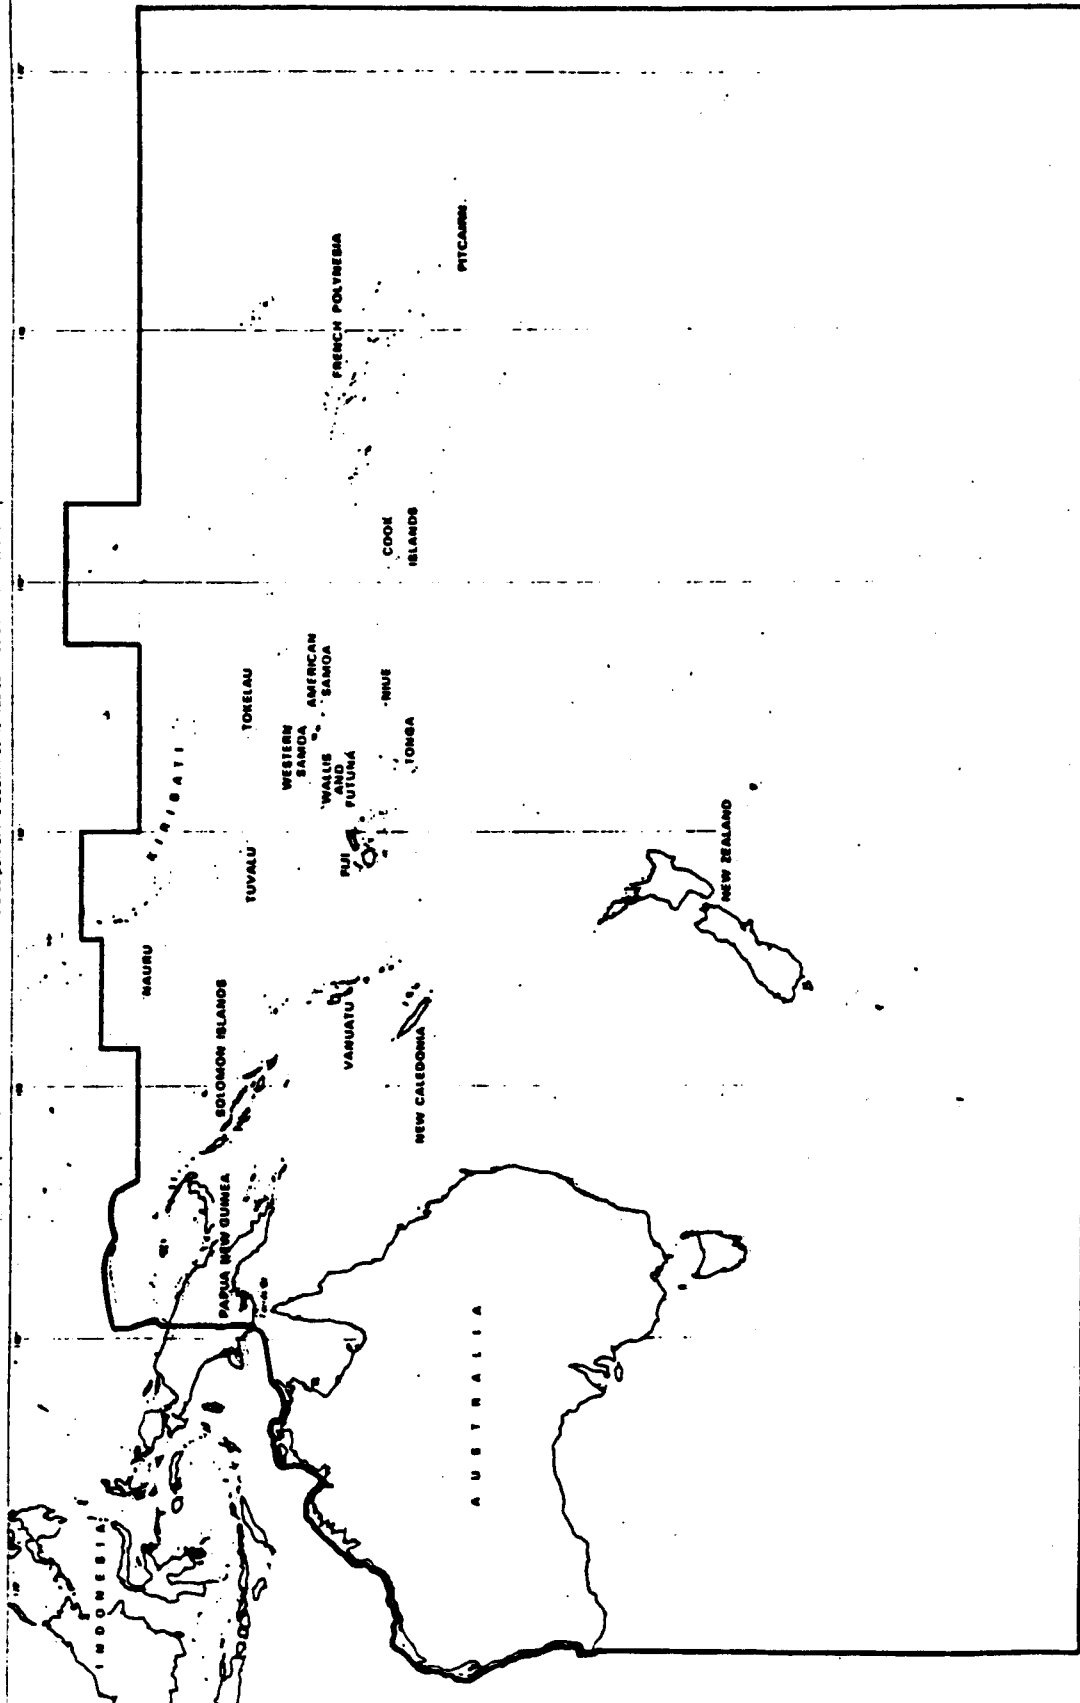 INDONESIA
PAPUA NEW GUINEA
SOLOMON ISLANDS
NAURU
KIRIBATI
TUVALU
TOKELAU
WESTERN
SAMOA
AMERICAN
SAMOA
WALLIS
AND
FUTUNA
FIJI
VANUATU
NEW CALEDONIA
NIUE
TONGA
COOK
ISLANDS
FRENCH POLYNESIA
PITCAIRN
AUSTRALIA
NEW ZEALAND